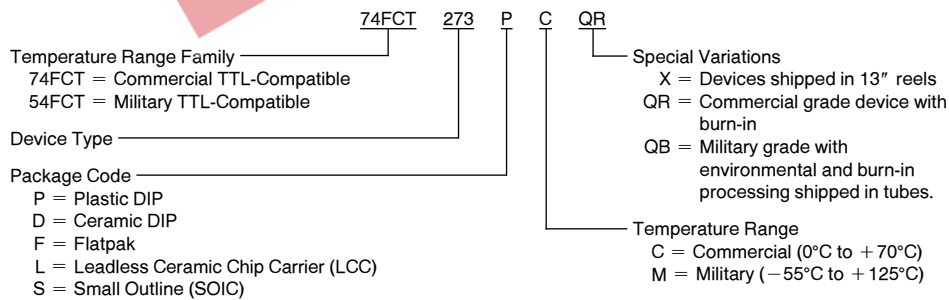 74FCT 273 P C QR
Temperature Range Family
74FCT = Commercial TTL-Compatible
54FCT = Military TTL-Compatible
Device Type
Package Code
P = Plastic DIP
D = Ceramic DIP
F = Flatpak
L = Leadless Ceramic Chip Carrier (LCC)
S = Small Outline (SOIC)
Special Variations
X = Devices shipped in 13″ reels
QR = Commercial grade device with
burn-in
QB = Military grade with
environmental and burn-in
processing shipped in tubes.
Temperature Range
C = Commercial (0°C to +70°C)
M = Military (−55°C to +125°C)